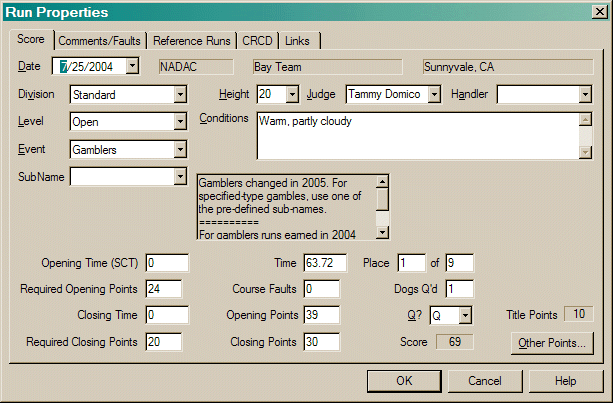 Run Properties
Score Comments/Faults Reference Runs CRCD Links
Date 7/25/2004 NADAC Bay Team Sunnyvale, CA
Division Standard Height 20 Judge Tammy Domico Handler
Level Open Conditions Warm, partly cloudy
Event Gamblers
SubName
Gamblers changed in 2005. For
specified-type gambles, use one of
the pre-defined sub-names.
==========
For gamblers runs earned in 2004
Opening Time (SCT) 0 Time 63.72 Place 1 of 9
Required Opening Points 24 Course Faults 0 Dogs Q'd 1
Closing Time 0 Opening Points 39 Q? Q Title Points 10
Required Closing Points 20 Closing Points 30 Score 69 Other Points...
OK Cancel Help